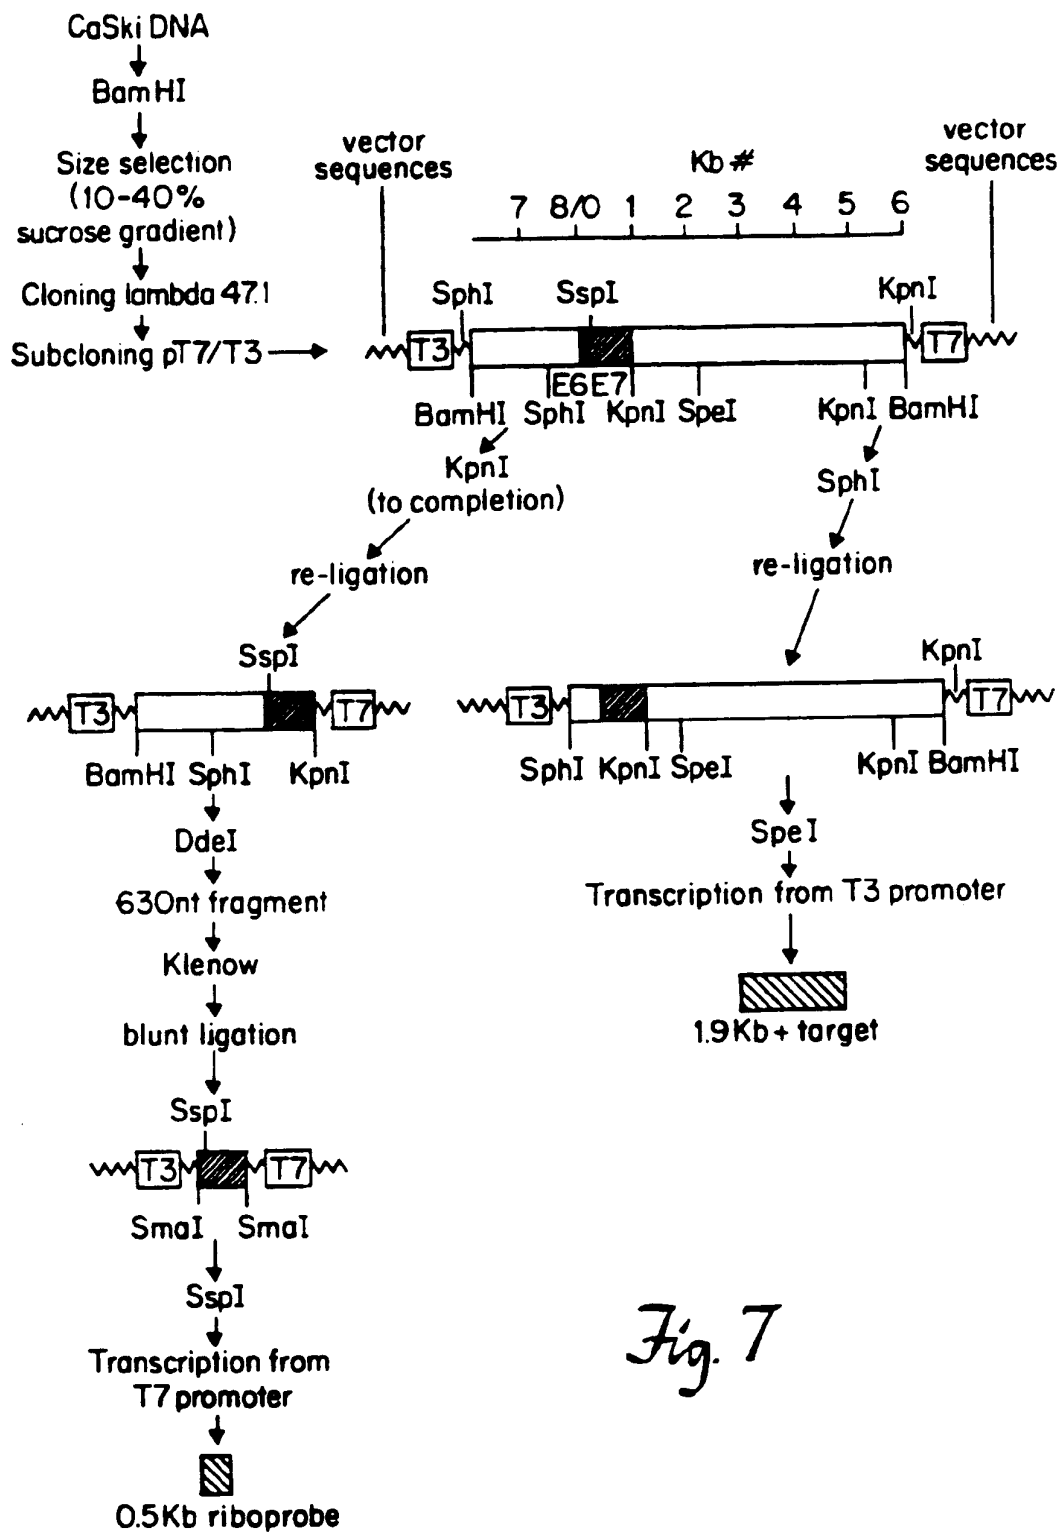 CaSki DNA
BamHI
Size selection
(10-40%
sucrose gradient)
Cloning lambda 47.1
Subcloning pT7/T3
vector
sequences
Kb #
vector
sequences
7 8/0 1 2 3 4 5 6
SphI SspI KpnI
T3 T7
E6 E7
BamHI SphI KpnI SpeI KpnI BamHI
KpnI
(to completion)
re-ligation
SphI
re-ligation
SspI
T3 T7
BamHI SphI KpnI
KpnI
T3 T7
SphI KpnI SpeI KpnI BamHI
DdeI
630nt fragment
Klenow
blunt ligation
SspI
T3 T7
SmaI SmaI
SspI
Transcription from
T7 promoter
0.5Kb riboprobe
SpeI
Transcription from T3 promoter
1.9Kb + target
Fig. 7